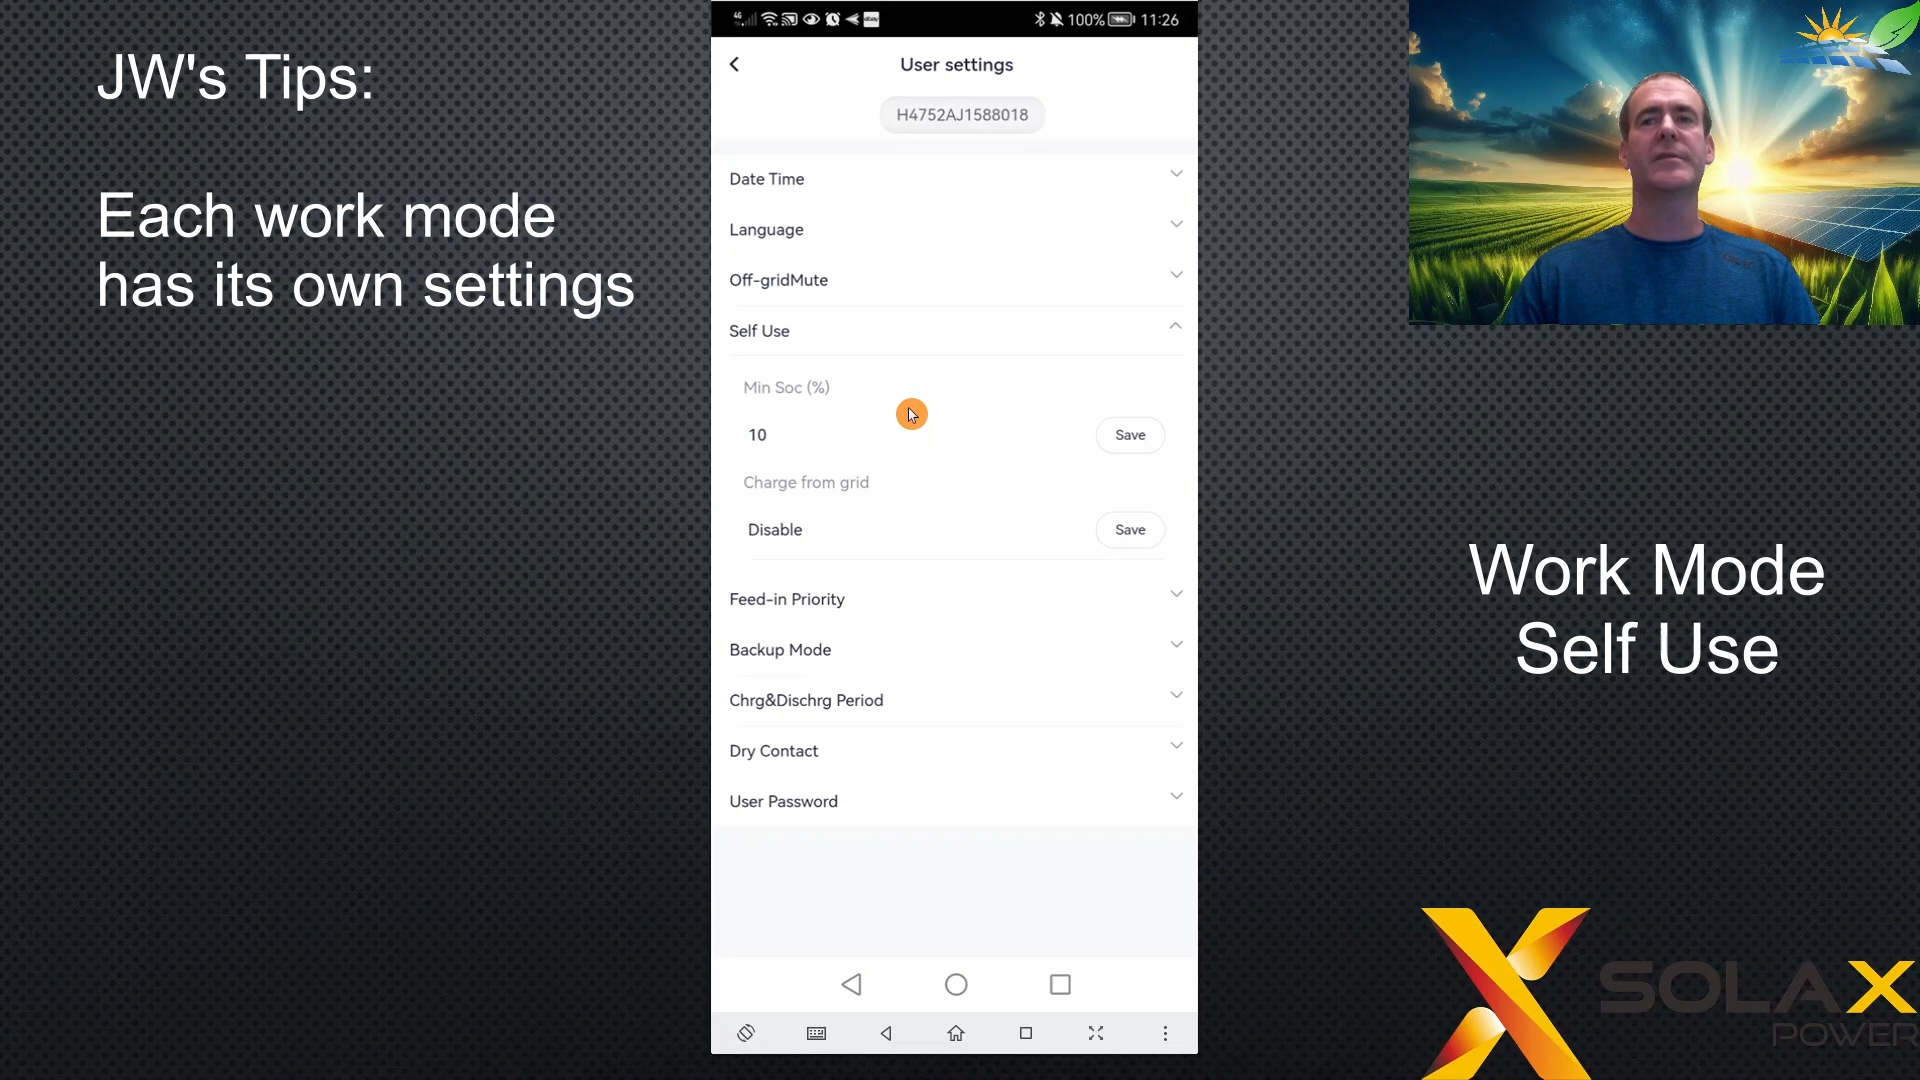 JW's Tips:
Each work mode
has its own settings
4G
ebay
100%
11:26
User settings
H4752AJ1588018
Date Time
Language
Off-gridMute
Self Use
Min Soc (%)
10
Save
Charge from grid
Disable
Save
Feed-in Priority
Backup Mode
Chrg&Dischrg Period
Dry Contact
User Password
Work Mode
Self Use
SOLAX
POWER